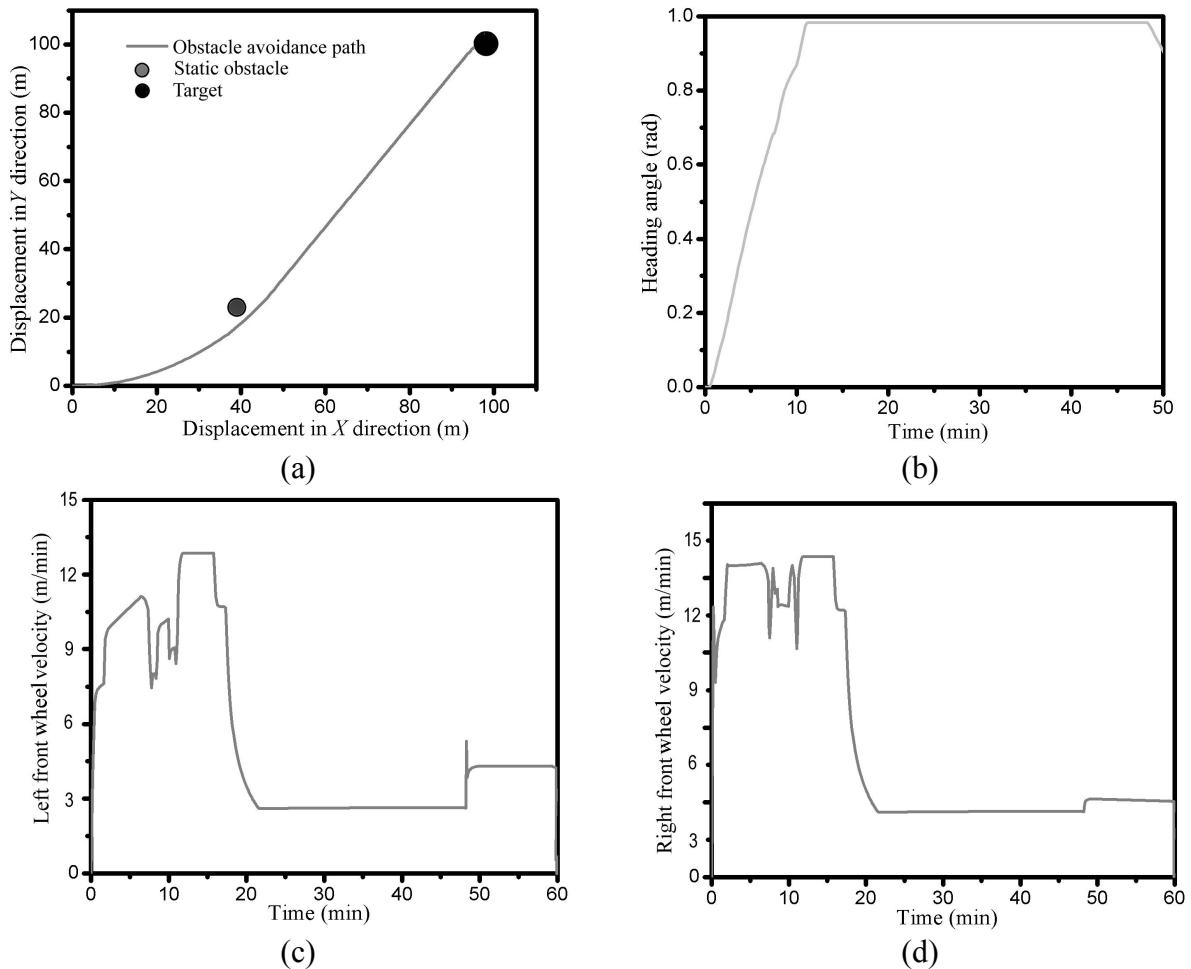 100
80
60
40
20
0
Displacement inY direction (m)
Obstacle avoidance path
Static obstacle
Target
0 20 40 60 80 100
Displacement in X direction (m)
(a)
1.0
0.8
0.6
0.4
0.2
0.0
Heading angle (rad)
0 10 20 30 40 50
Time (min)
(b)
15
12
9
6
3
0
Left front wheel velocity (m/min)
0 10 20 30 40 50 60
Time (min)
(c)
15
12
9
6
3
0
Right front wheel velocity (m/min)
0 10 20 30 40 50 60
Time (min)
(d)